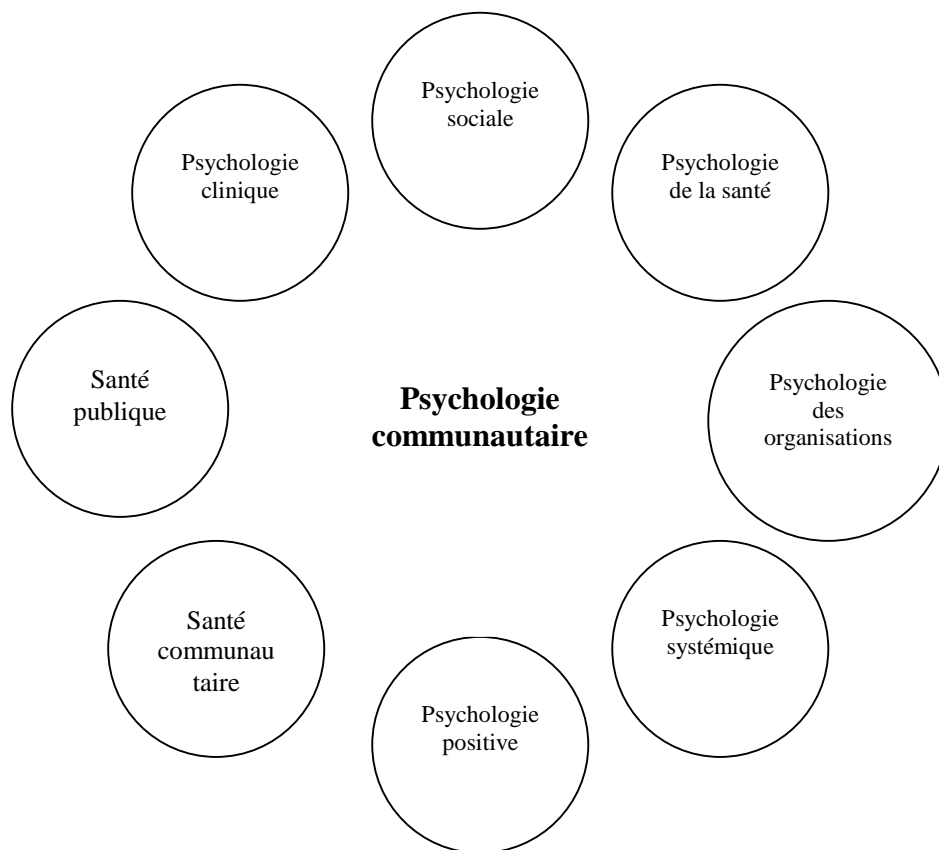 Psychologie
sociale
Psychologie
clinique
Psychologie
de la santé
Santé
publique
Psychologie
communautaire
Psychologie
des
organisations
Santé
communau
taire
Psychologie
systémique
Psychologie
positive